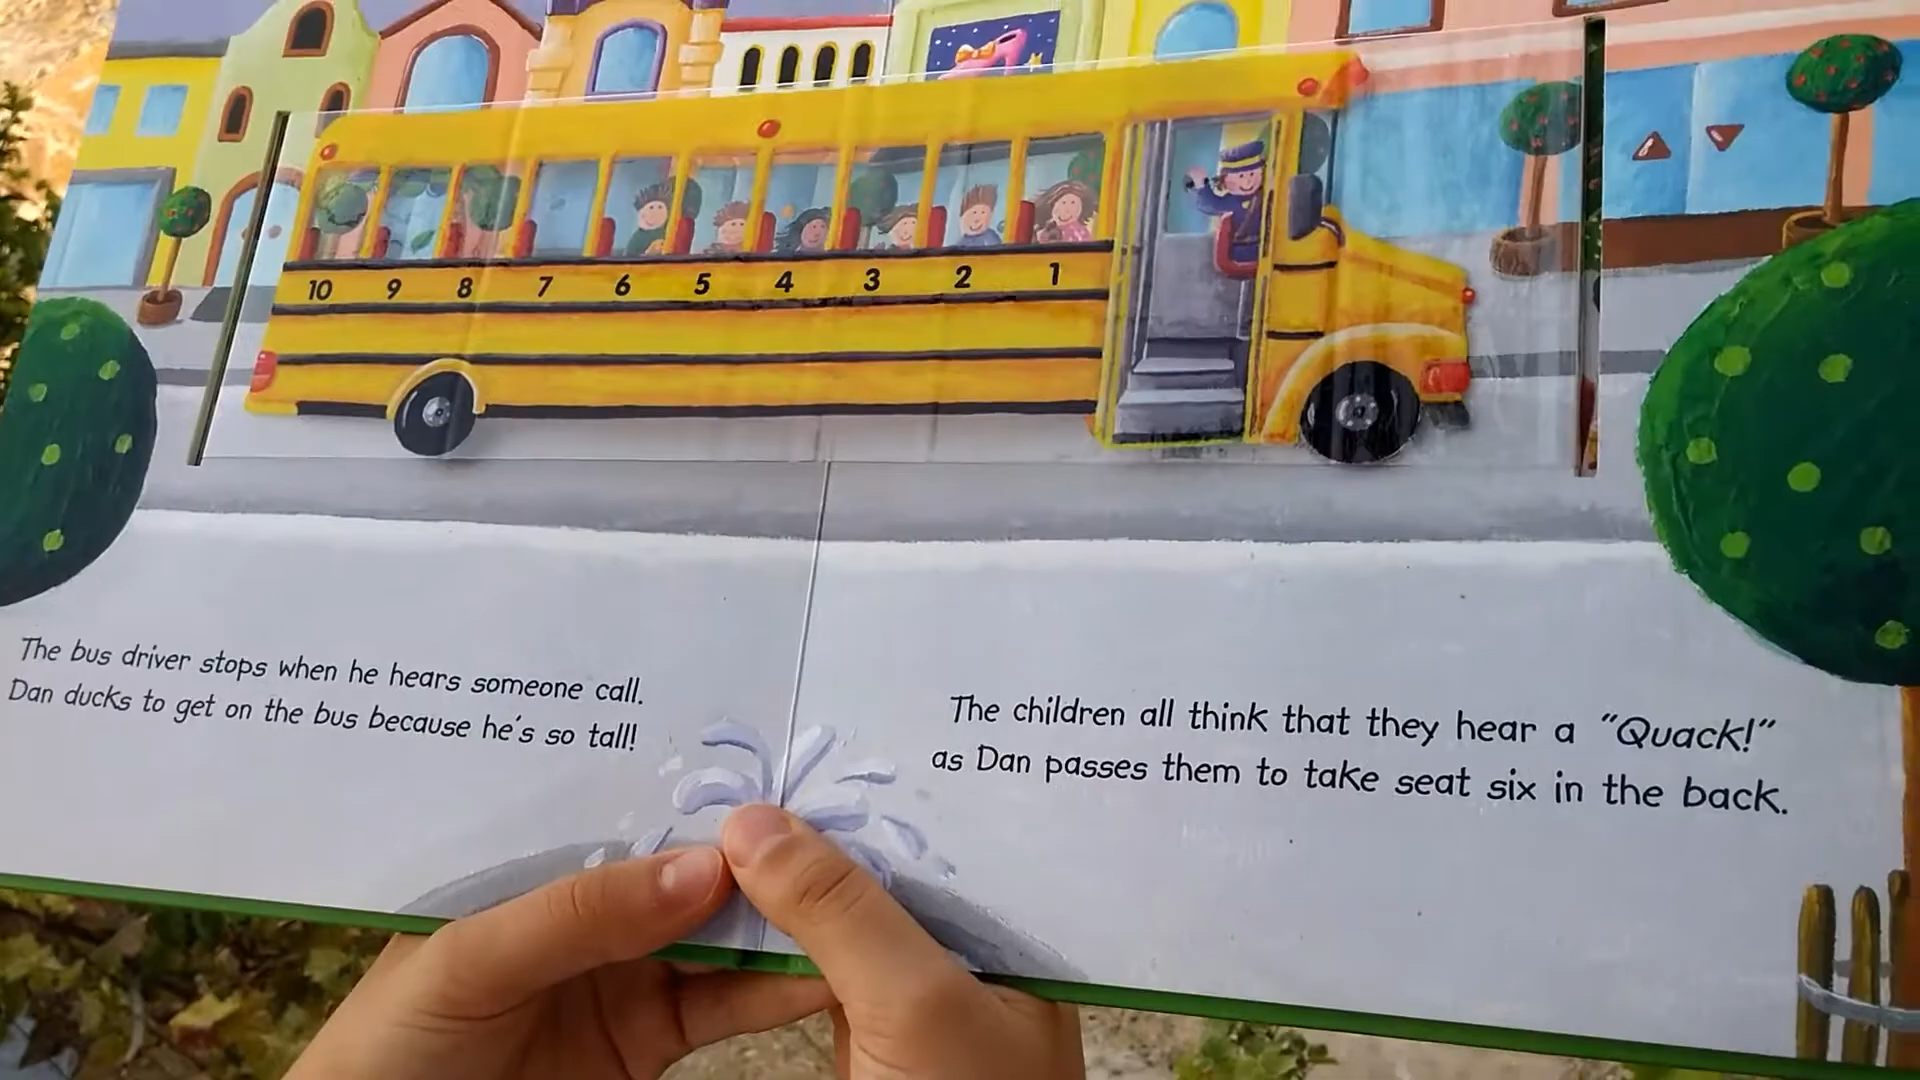 10 9 8 7 6 5 4 3 2 1
The bus driver stops when he hears someone call.
Dan ducks to get on the bus because he's so tall!
The children all think that they hear a "Quack!"
as Dan passes them to take seat six in the back.